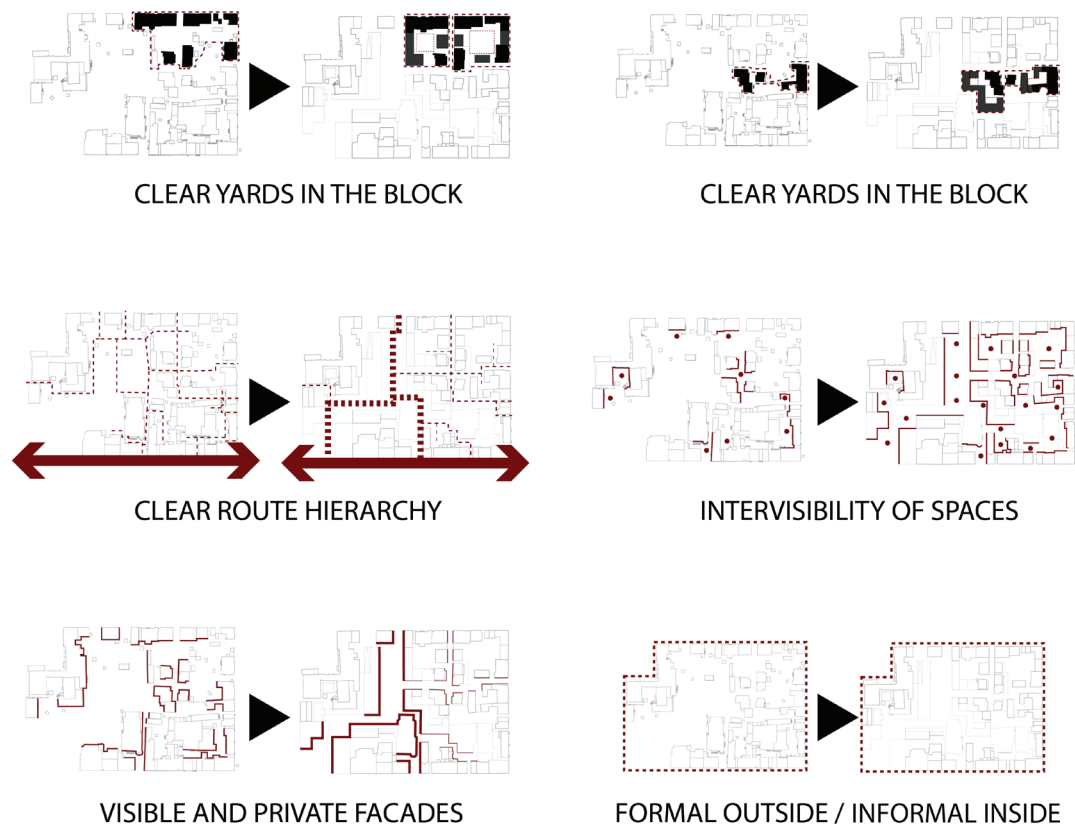 CLEAR YARDS IN THE BLOCK
CLEAR YARDS IN THE BLOCK
CLEAR ROUTE HIERARCHY
INTERVISIBILITY OF SPACES
VISIBLE AND PRIVATE FACADES
FORMAL OUTSIDE / INFORMAL INSIDE